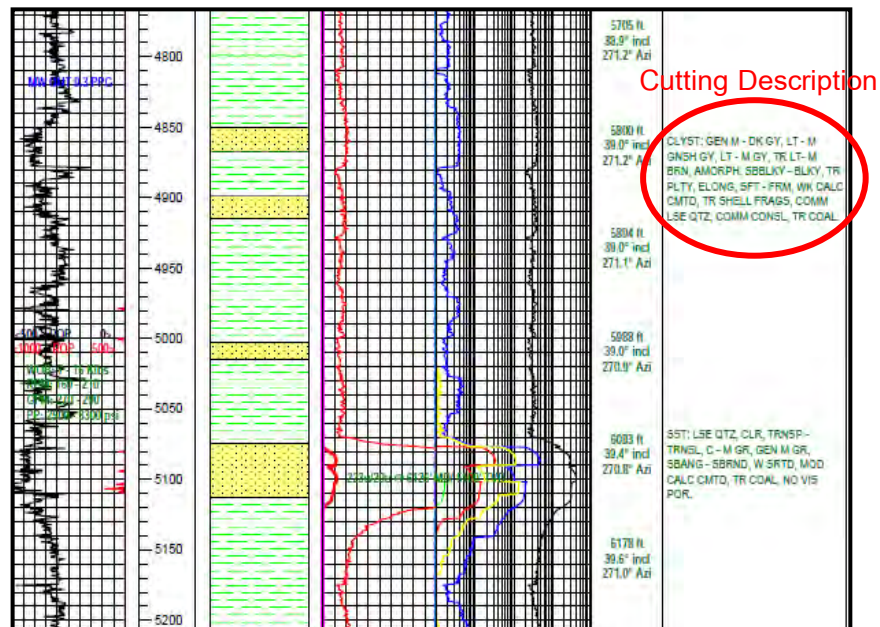 Cutting Description
4800
4850
4900
4950
5000
5050
5100
5150
5200
MW OUT 9.3 PPG
5705 ft
38.9° incl
271.2° Azi
5800 ft
39.0° incl
271.2° Azi
5894 ft
39.0° incl
271.1° Azi
5988 ft
39.0° incl
270.9° Azi
6083 ft
39.4° incl
270.8° Azi
6178 ft
39.6° incl
271.0° Azi
CLYST: GEN M - DK GY, LT - M
GNSH GY, LT - M GY, TR LT- M
BRN, AMORPH, SBBLKY - BLKY, TR
PLTY, ELONG, SFT - FRM, WK CALC
CMTD, TR SHELL FRAGS, COMM
LSE QTZ, COMM CONSL, TR COAL
SST: LSE QTZ, CLR, TRNSP -
TRNSL, C - M GR, GEN M GR,
SBANG - SBRND, W SRTD, MOD
CALC CMTD, TR COAL, NO VIS
POR.